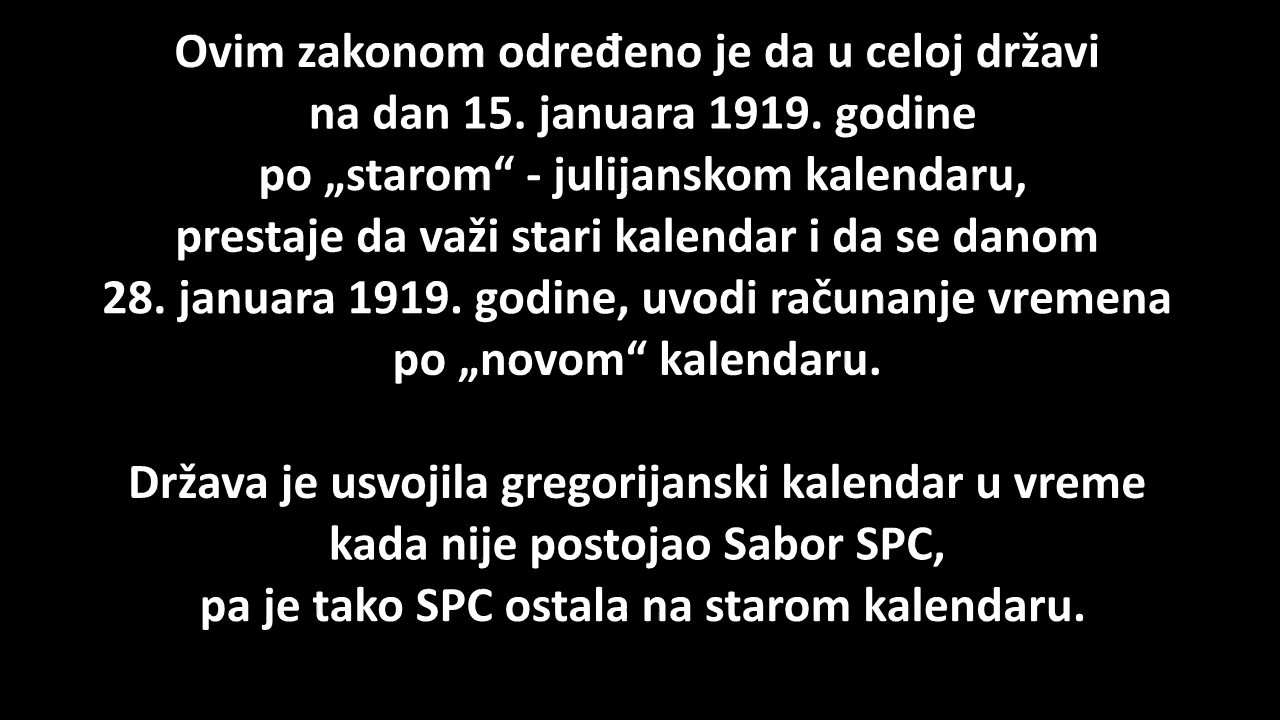 Ovim zakonom određeno je da u celoj državi
na dan 15. januara 1919. godine
po „starom“ - julijanskom kalendaru,
prestaje da važi stari kalendar i da se danom
28. januara 1919. godine, uvodi računanje vremena
po „novom“ kalendaru.
Država je usvojila gregorijanski kalendar u vreme
kada nije postojao Sabor SPC,
pa je tako SPC ostala na starom kalendaru.